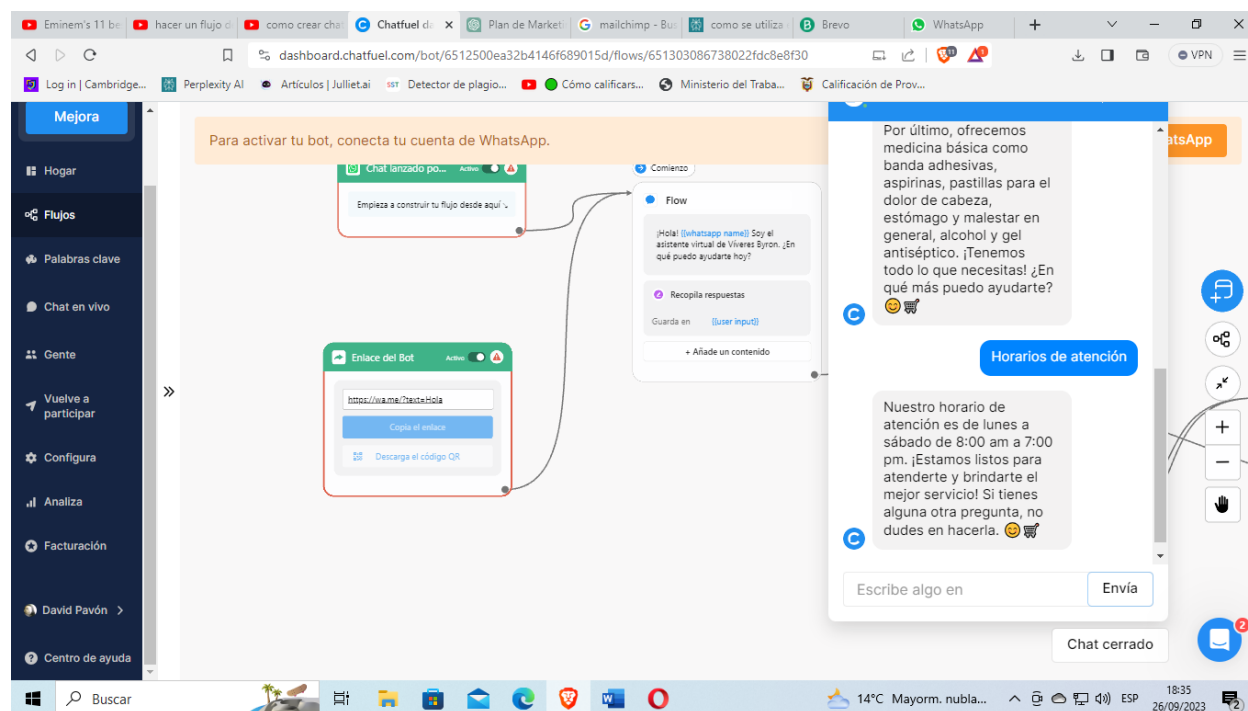 Eminem's 11 be
hacer un flujo d
como crear chat
Chatfuel de
Plan de Marketi
mailchimp - Bus
como se utiliza
Brevo
WhatsApp
dashboard.chatfuel.com/bot/6512500ea32b4146f689015d/flows/651303086738022fdc8e8f30
VPN
Log in | Cambridge...
Perplexity AI
Artículos | Julliet.ai
SST
Detector de plagio...
Cómo calificars...
Ministerio del Traba...
Calificación de Prov...
Mejora
Hogar
Flujos
Palabras clave
Chat en vivo
Gente
Vuelve a
participar
Configura
Analiza
Facturación
David Pavón
Centro de ayuda
Para activar tu bot, conecta tu cuenta de WhatsApp.
atsApp
Chat lanzado po...
Activo
Empieza a construir tu flujo desde aquí
Enlace del Bot
Activo
https://wa.me/?text=Hola
Copia el enlace
Descarga el código QR
Comienzo
Flow
¡Hola! {{whatsapp name}} Soy el
asistente virtual de Víveres Byron. ¿En
qué puedo ayudarte hoy?
Recopila respuestas
Guarda en {{user input}}
+ Añade un contenido
Por último, ofrecemos
medicina básica como
banda adhesivas,
aspirinas, pastillas para el
dolor de cabeza,
estómago y malestar en
general, alcohol y gel
antiséptico. ¡Tenemos
todo lo que necesitas! ¿En
qué más puedo ayudarte?
😊🛒
Horarios de atención
Nuestro horario de
atención es de lunes a
sábado de 8:00 am a 7:00
pm. ¡Estamos listos para
atenderte y brindarte el
mejor servicio! Si tienes
alguna otra pregunta, no
dudes en hacerla. 😊🛒
Escribe algo en
Envía
Chat cerrado
2
Buscar
14°C Mayorm. nubla...
ESP
18:35
26/09/2023
2